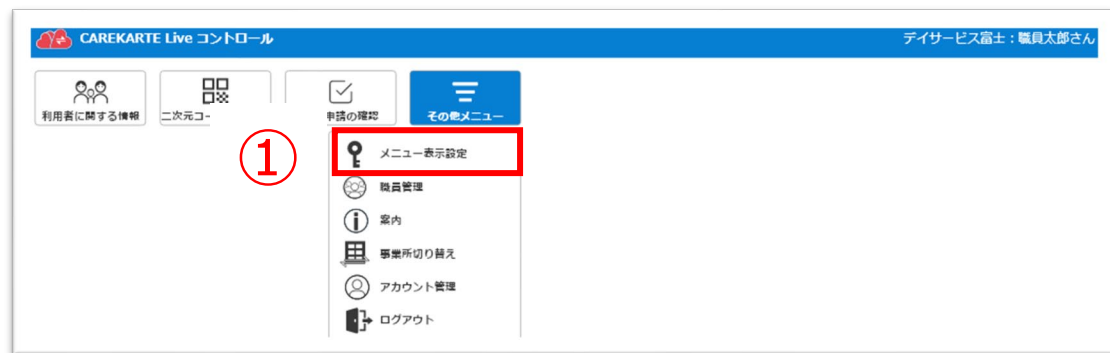 CAREKARTE Live コントロール
デイサービス富士：職員太郎さん
利用者に関する情報
二次元コー
申請の確認
その他メニュー
①
メニュー表示設定
職員管理
案内
事業所切り替え
アカウント管理
ログアウト